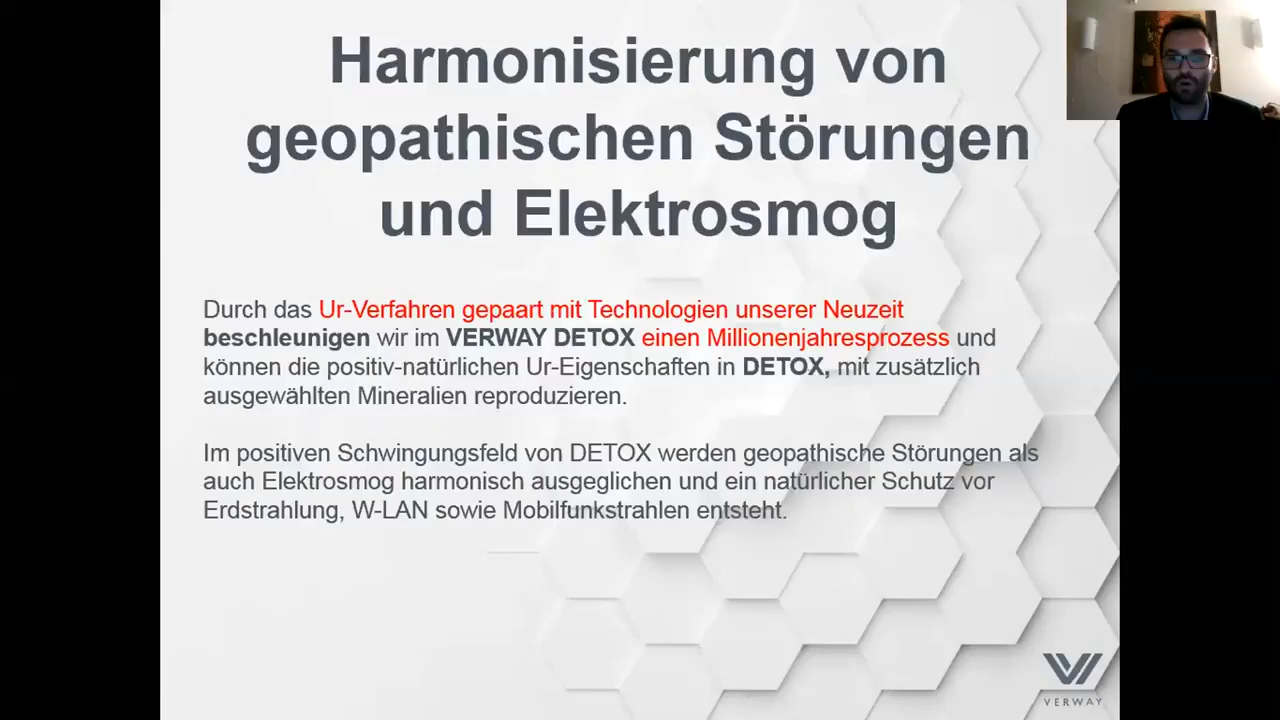 Harmonisierung von
geopathischen Störungen
und Elektrosmog
Durch das Ur-Verfahren gepaart mit Technologien unserer Neuzeit
beschleunigen wir im VERWAY DETOX einen Millionenjahresprozess und
können die positiv-natürlichen Ur-Eigenschaften in DETOX, mit zusätzlich
ausgewählten Mineralien reproduzieren.
Im positiven Schwingungsfeld von DETOX werden geopathische Störungen als
auch Elektrosmog harmonisch ausgeglichen und ein natürlicher Schutz vor
Erdstrahlung, W-LAN sowie Mobilfunkstrahlen entsteht.
VERWAY